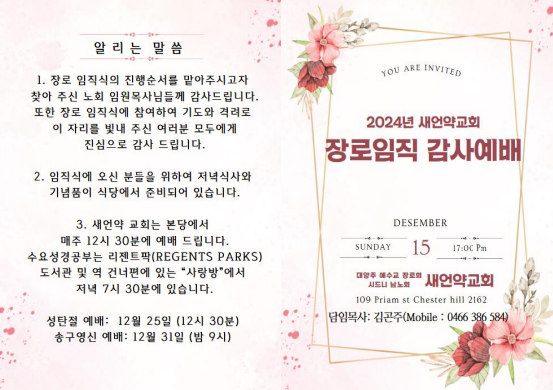 알 리 는 말 씀
1. 장로 임직식의 진행순서를 맡아주시고자
찾아 주신 노회 임원목사님들께 감사드립니다.
또한 장로 임직식에 참여하여 기도와 격려로
이 자리를 빛내 주신 여러분 모두에게
진심으로 감사 드립니다.
2. 임직식에 오신 분들을 위하여 저녁식사와
기념품이 식당에서 준비되어 있습니다.
3. 새언약 교회는 본당에서
매주 12시 30분에 예배 드립니다.
수요성경공부는 리젠트팍(REGENTS PARKS)
도서관 및 역 건너편에 있는 “사랑방”에서
저녁 7시 30분에 있습니다.
성탄절 예배: 12월 25일 (12시 30분)
송구영신 예배: 12월 31일 (밤 9시)
YOU ARE INVITED
2024년 새언약교회
장로임직 감사예배
DESEMBER
SUNDAY 15 17:00 Pm
대양주 예수교 장로회
시드니 남노회 새언약교회
109 Priam st Chester hill 2162
담임목사: 김곤주(Mobile : 0466 386 584)